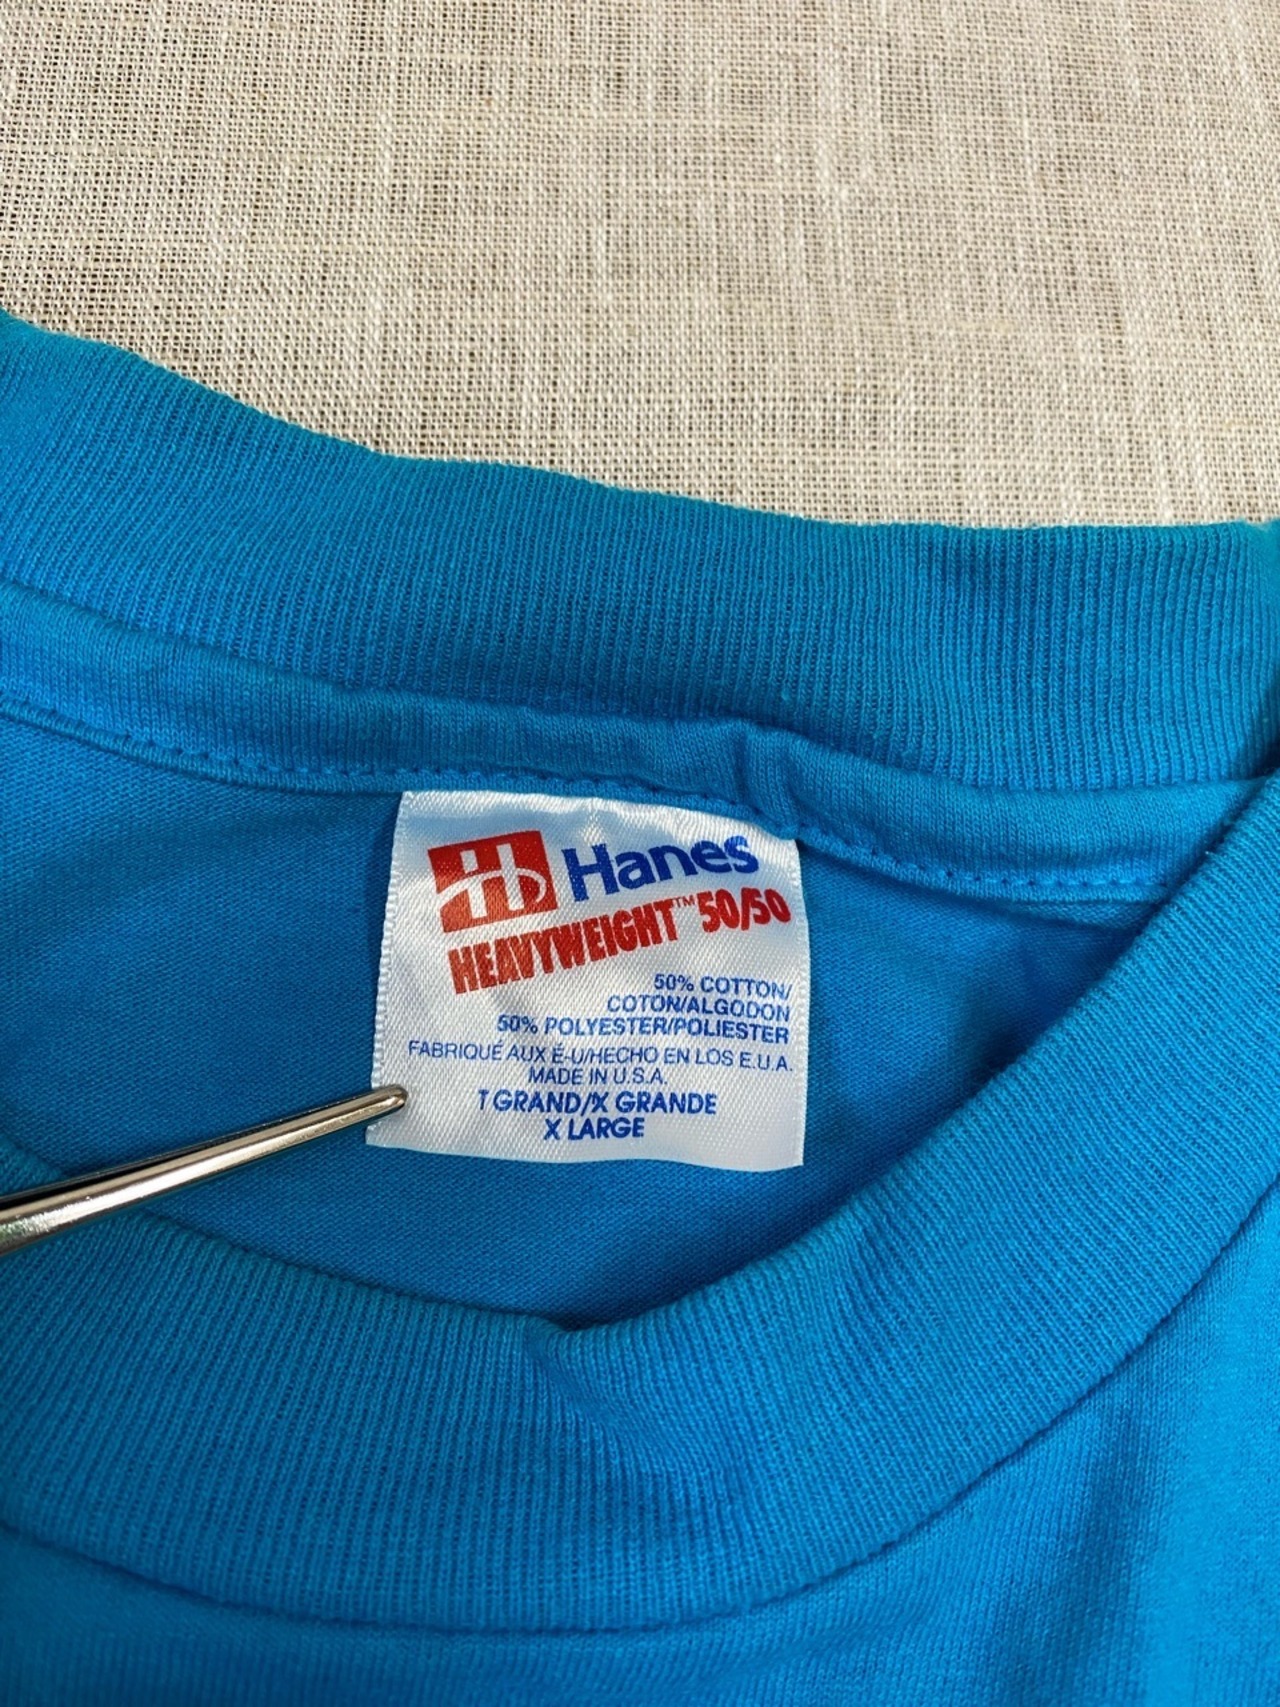 Hanes
HEAVYWEIGHT™ 50/50
50% COTTON/
COTON/ALGODON
50% POLYESTER/POLIESTER
FABRIQUÉ AUX É-U/HECHO EN LOS E.U.A.
MADE IN U.S.A.
T GRAND/X GRANDE
X LARGE